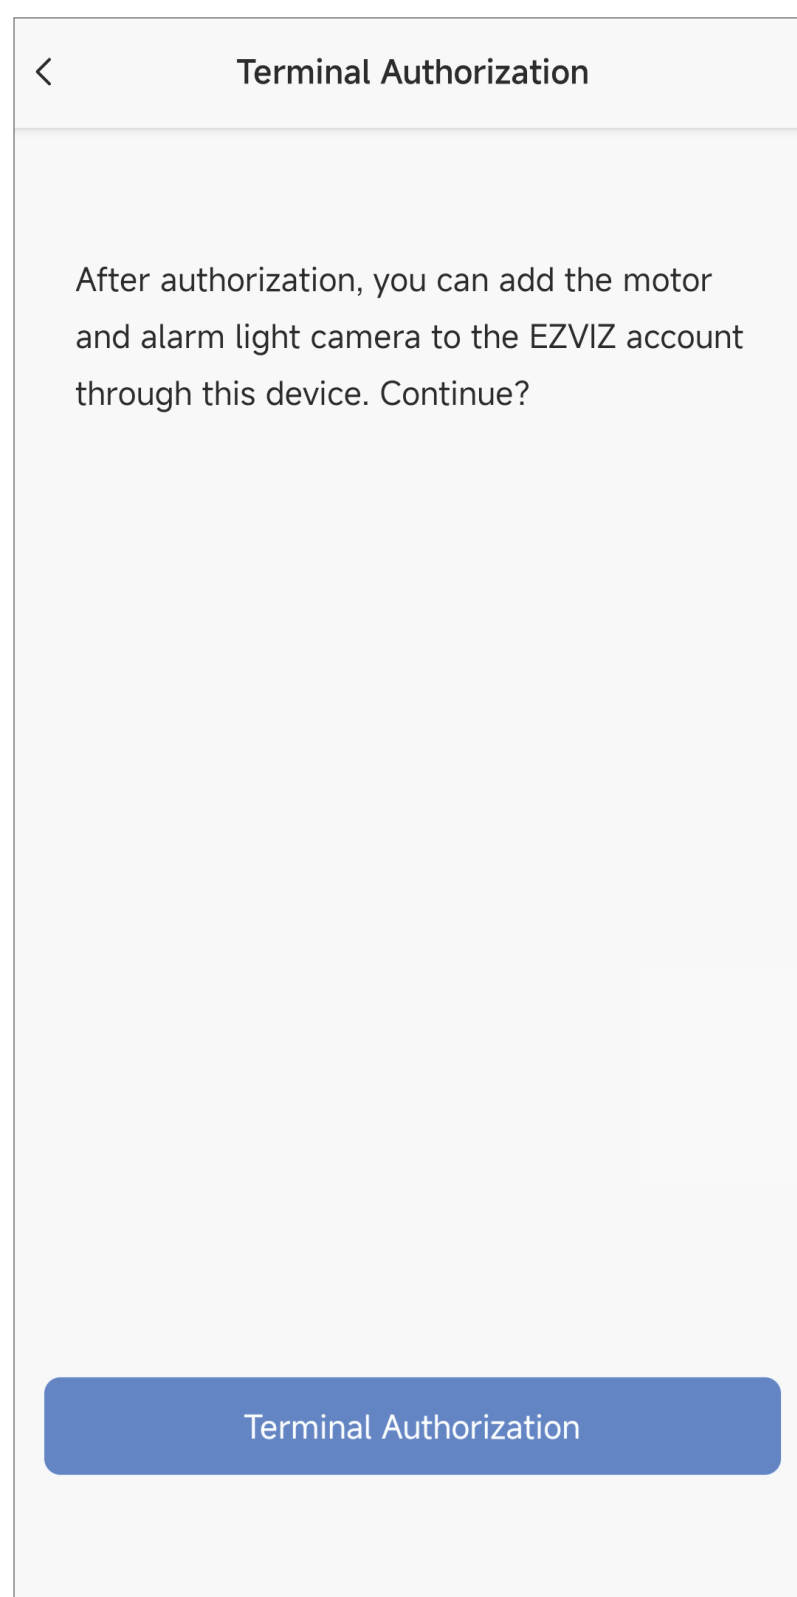 Terminal Authorization
After authorization, you can add the motor
and alarm light camera to the EZVIZ account
through this device. Continue?
Terminal Authorization